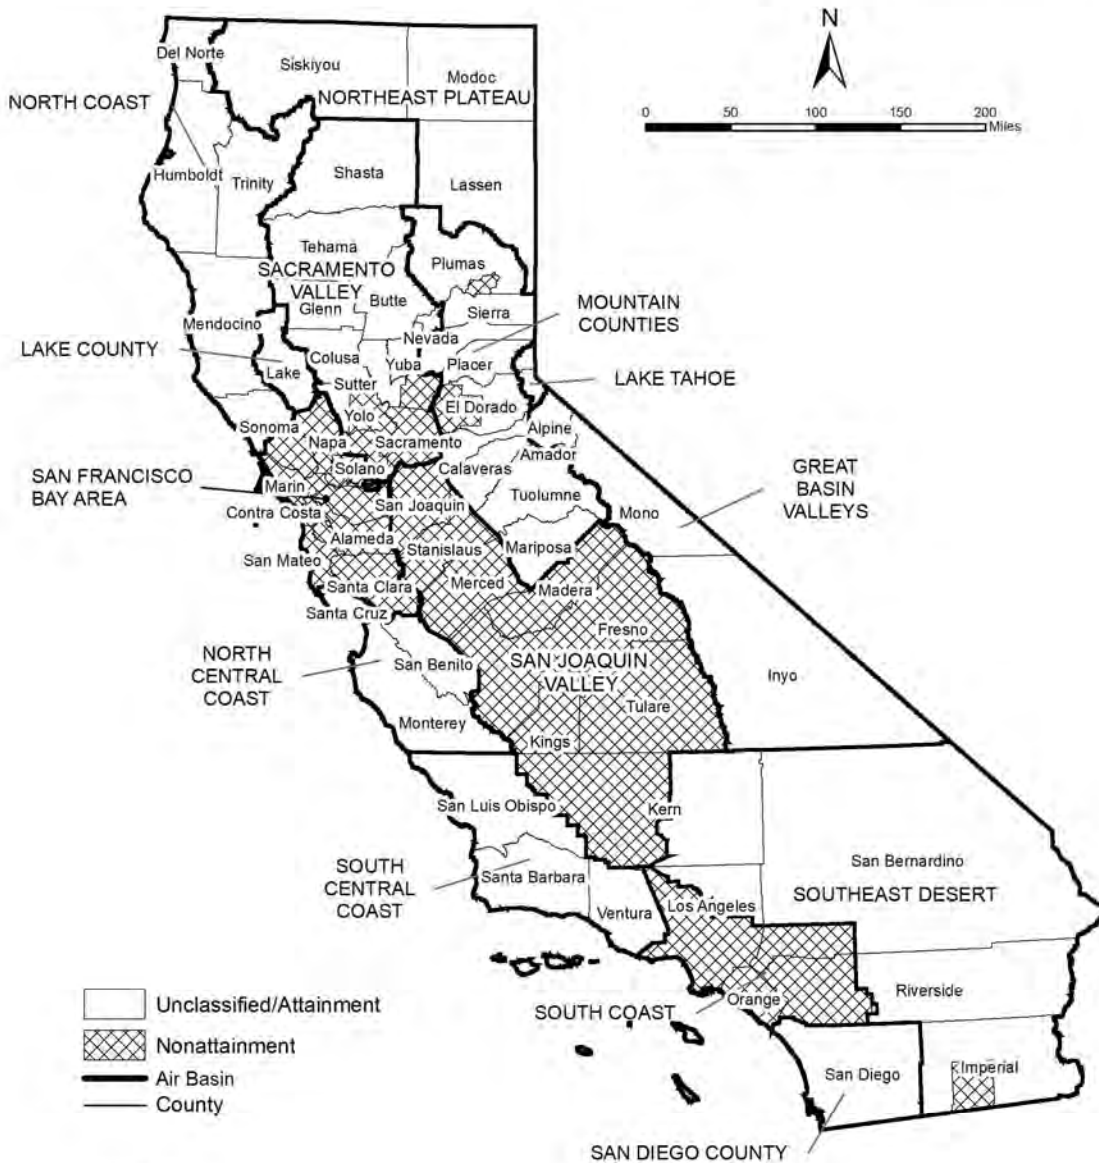 N
0 50 100 150 200
Miles
Del Norte
Siskiyou
Modoc
NORTH COAST
NORTHEAST PLATEAU
Humboldt
Trinity
Shasta
Lassen
Tehama
SACRAMENTO
VALLEY
Plumas
Glenn
Butte
Sierra
MOUNTAIN
COUNTIES
Mendocino
Nevada
LAKE COUNTY
Colusa
Yuba
Placer
Lake
LAKE TAHOE
Sutter
El Dorado
Sonoma
Yolo
Alpine
Napa
Sacramento
Amador
SAN FRANCISCO
BAY AREA
Solano
Calaveras
GREAT
BASIN
VALLEYS
Marin
Tuolumne
Contra Costa
San Joaquin
Mono
Alameda
Stanislaus
Mariposa
San Mateo
Santa Clara
Merced
Madera
Santa Cruz
Fresno
NORTH
CENTRAL
COAST
San Benito
SAN JOAQUIN
VALLEY
Inyo
Tulare
Monterey
Kings
San Luis Obispo
Kern
SOUTH
CENTRAL
COAST
Santa Barbara
San Bernardino
SOUTHEAST DESERT
Ventura
Los Angeles
Orange
Riverside
SOUTH COAST
San Diego
Imperial
SAN DIEGO COUNTY
Unclassified/Attainment
Nonattainment
Air Basin
County